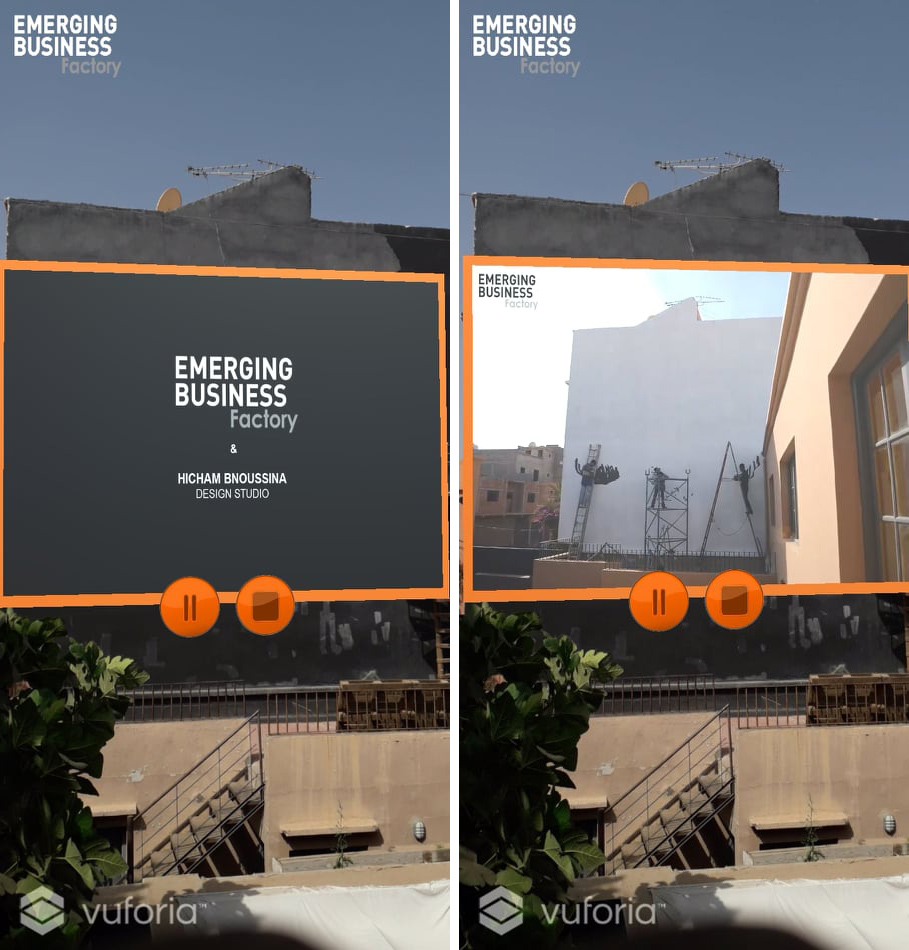 EMERGING
BUSINESS
Factory
EMERGING
BUSINESS
Factory
&
HICHAM BNOUSSINA
DESIGN STUDIO
vuforia™
EMERGING
BUSINESS
Factory
EMERGING
BUSINESS
Factory
vuforia™